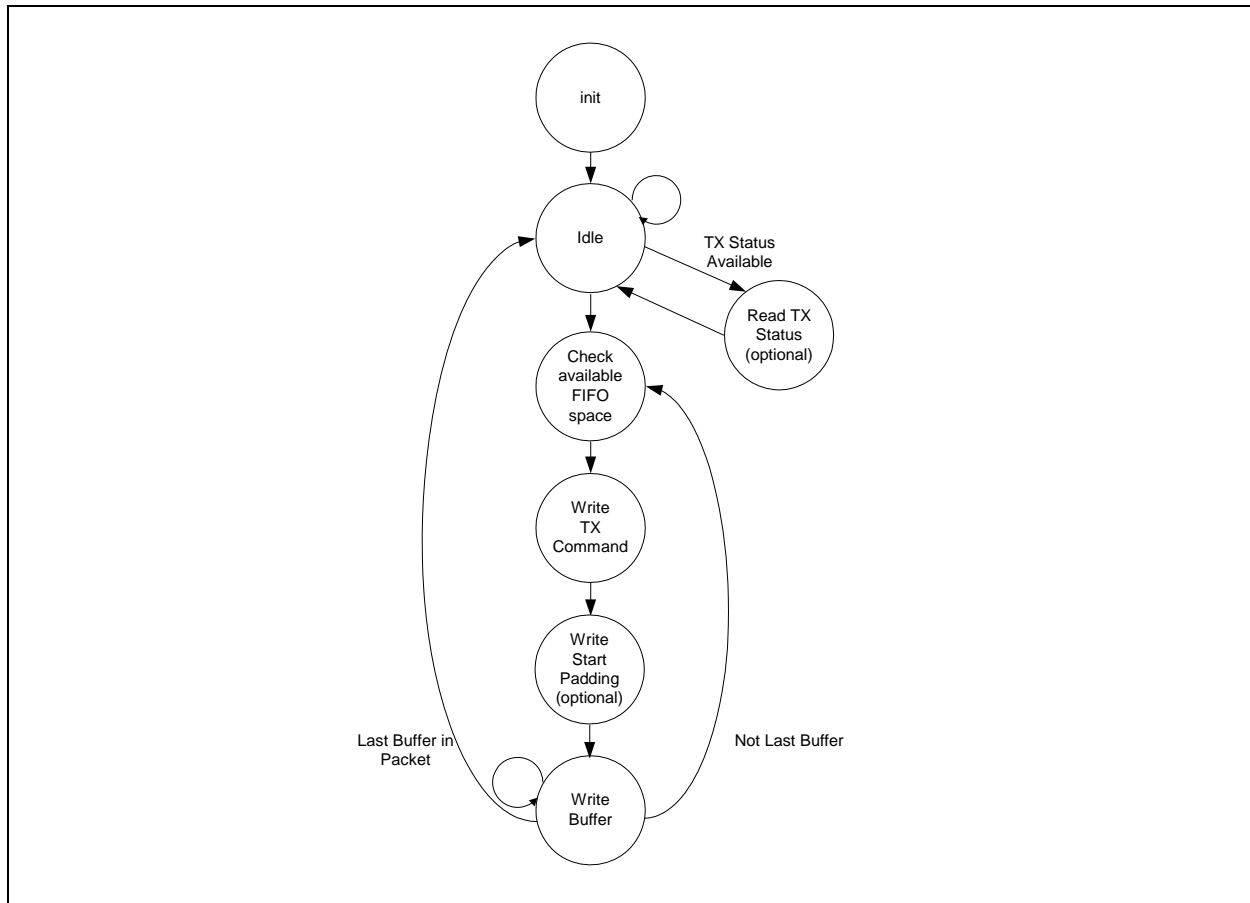 init
Idle
TX Status
Available
Read TX
Status
(optional)
Check
available
FIFO
space
Write
TX
Command
Write
Start
Padding
(optional)
Last Buffer in
Packet
Not Last Buffer
Write
Buffer